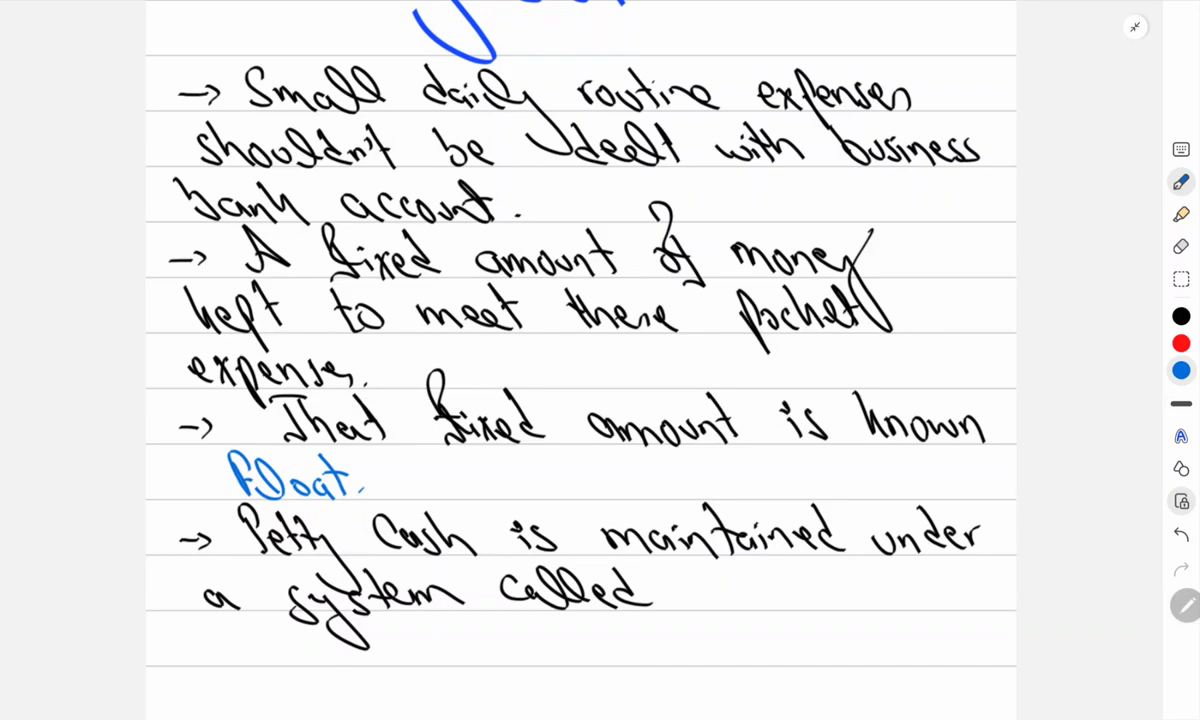 → Small daily routine expenses
shouldn't be dealt with business
bank account.
→ A fixed amount of money
kept to meet these pocket
expenses.
→ That fixed amount is known
Float.
→ Petty Cash is maintained under
a system called